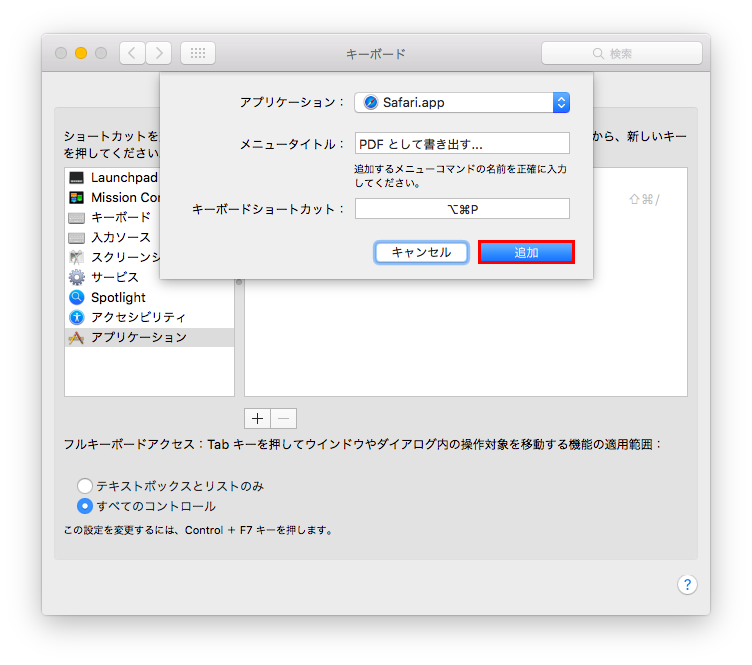 キーボード
検索
アプリケーション：
Safari.app
メニュータイトル：
PDF として書き出す...
追加するメニューコマンドの名前を正確に入力
してください。
キーボードショートカット：
⌥⌘P
キャンセル
追加
ショートカットを
から、新しいキー
を押してください
Launchpad
Mission Co
⇧⌘/
キーボード
入力ソース
スクリーンシ
サービス
Spotlight
アクセシビリティ
アプリケーション
+
−
フルキーボードアクセス：Tab キーを押してウインドウやダイアログ内の操作対象を移動する機能の適用範囲：
テキストボックスとリストのみ
すべてのコントロール
この設定を変更するには、Control ＋ F7 キーを押します。
?